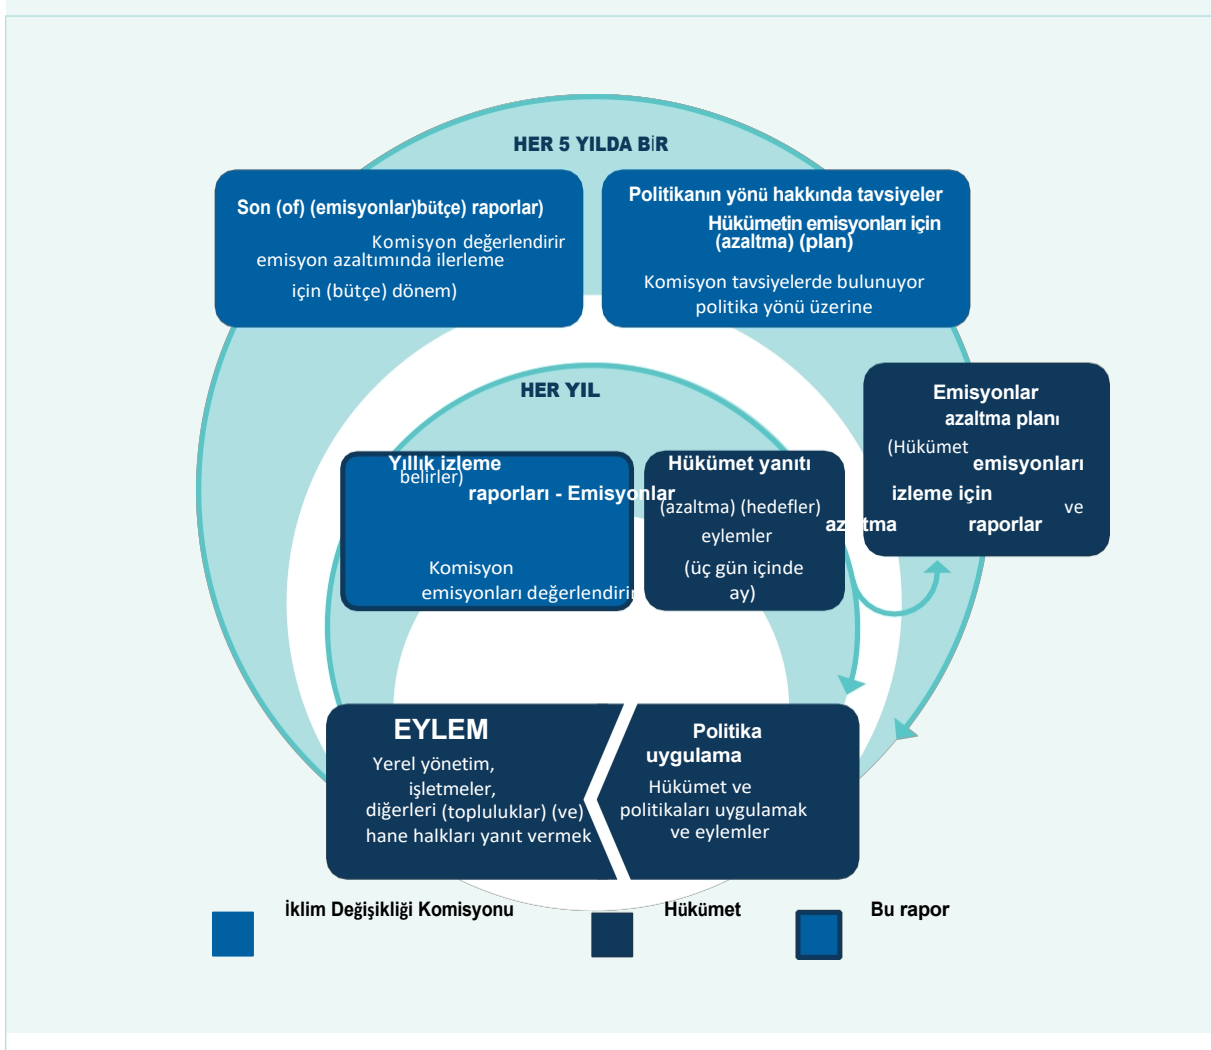 HER 5 YILDA BİR
Son (of) (emisyonlar)bütçe) raporlar)
Komisyon değerlendirir
emisyon azaltımında ilerleme
için (bütçe) dönem)
Politikanın yönü hakkında tavsiyeler
Hükümetin emisyonları için
(azaltma) (plan)
Komisyon tavsiyelerde bulunuyor
politika yönü üzerine
HER YIL
Emisyonlar
azaltma planı
(Hükümet
emisyonları
izleme için
ve
azaltma
raporlar
Yıllık izleme
belirler)
raporları - Emisyonlar
Komisyon
emisyonları değerlendirir
Hükümet yanıtı
(azaltma) (hedefler)
eylemler
(üç gün içinde
ay)
EYLEM
Yerel yönetim,
işletmeler,
diğerleri (topluluklar) (ve)
hane halkları yanıt vermek
Politika
uygulama
Hükümet ve
politikaları uygulamak
ve eylemler
İklim Değişikliği Komisyonu
Hükümet
Bu rapor